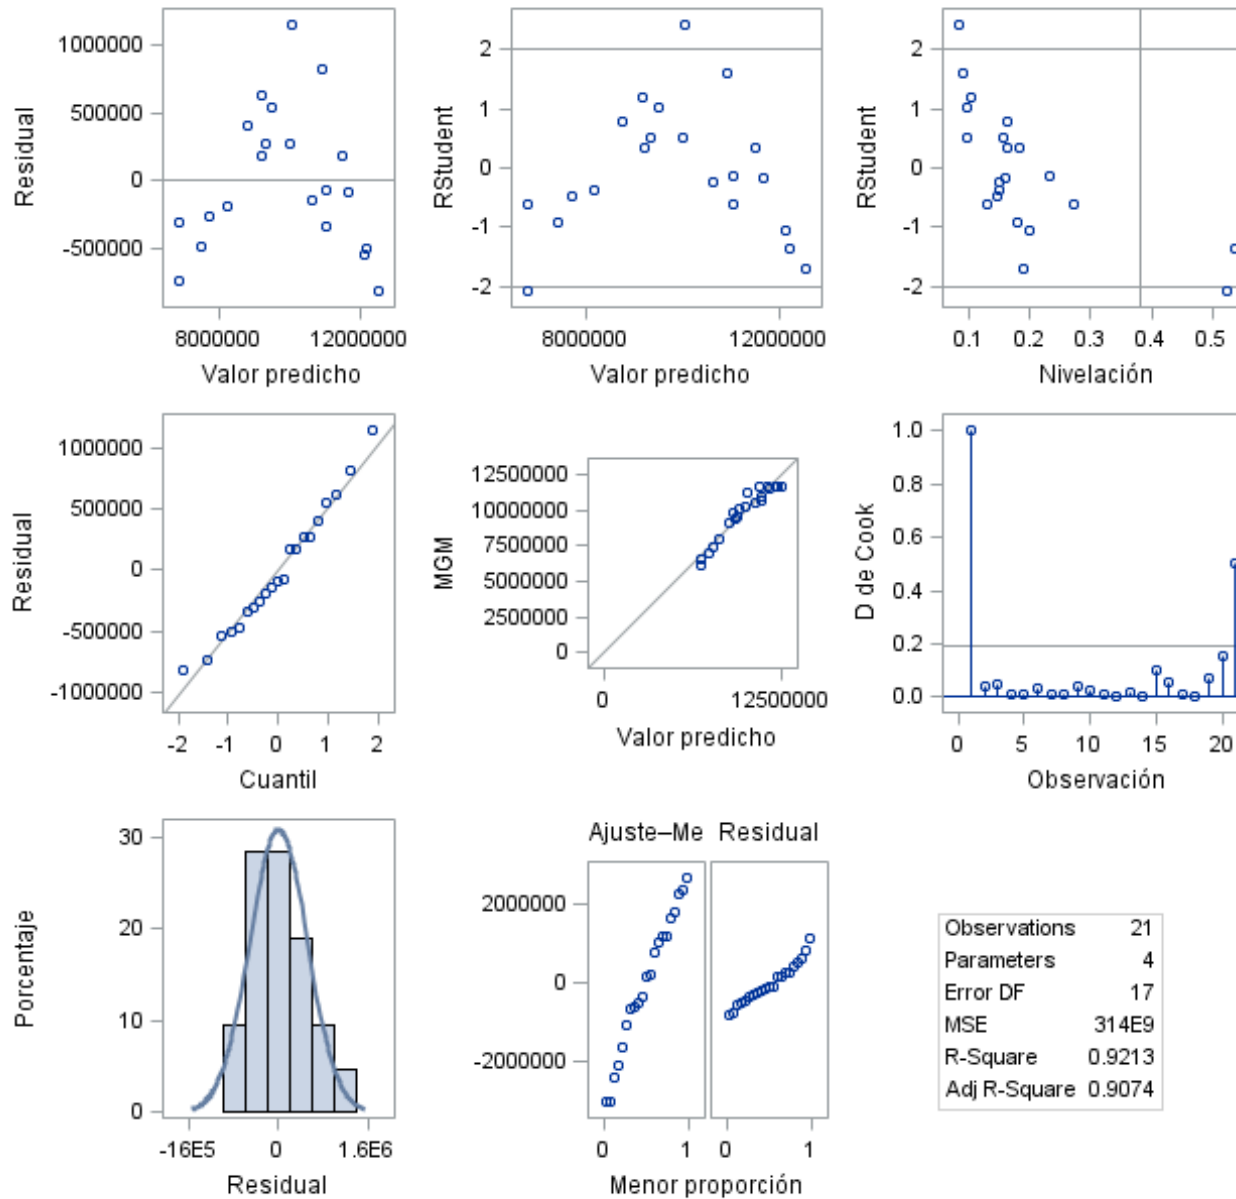 1000000
500000
0
-500000
Residual
8000000
12000000
Valor predicho
2
1
0
-1
-2
RStudent
8000000
12000000
Valor predicho
2
1
0
-1
-2
RStudent
0.1
0.2
0.3
0.4
0.5
Nivelación
1000000
500000
0
-500000
-1000000
Residual
-2
-1
0
1
2
Cuantil
12500000
10000000
7500000
5000000
2500000
0
MGM
0
12500000
Valor predicho
1.0
0.8
0.6
0.4
0.2
0.0
D de Cook
0
5
10
15
20
Observación
30
20
10
0
Porcentaje
-16E5
0
1.6E6
Residual
Ajuste–Me
Residual
2000000
0
-2000000
0
1
0
1
Menor proporción
Observations 21
Parameters 4
Error DF 17
MSE 314E9
R-Square 0.9213
Adj R-Square 0.9074